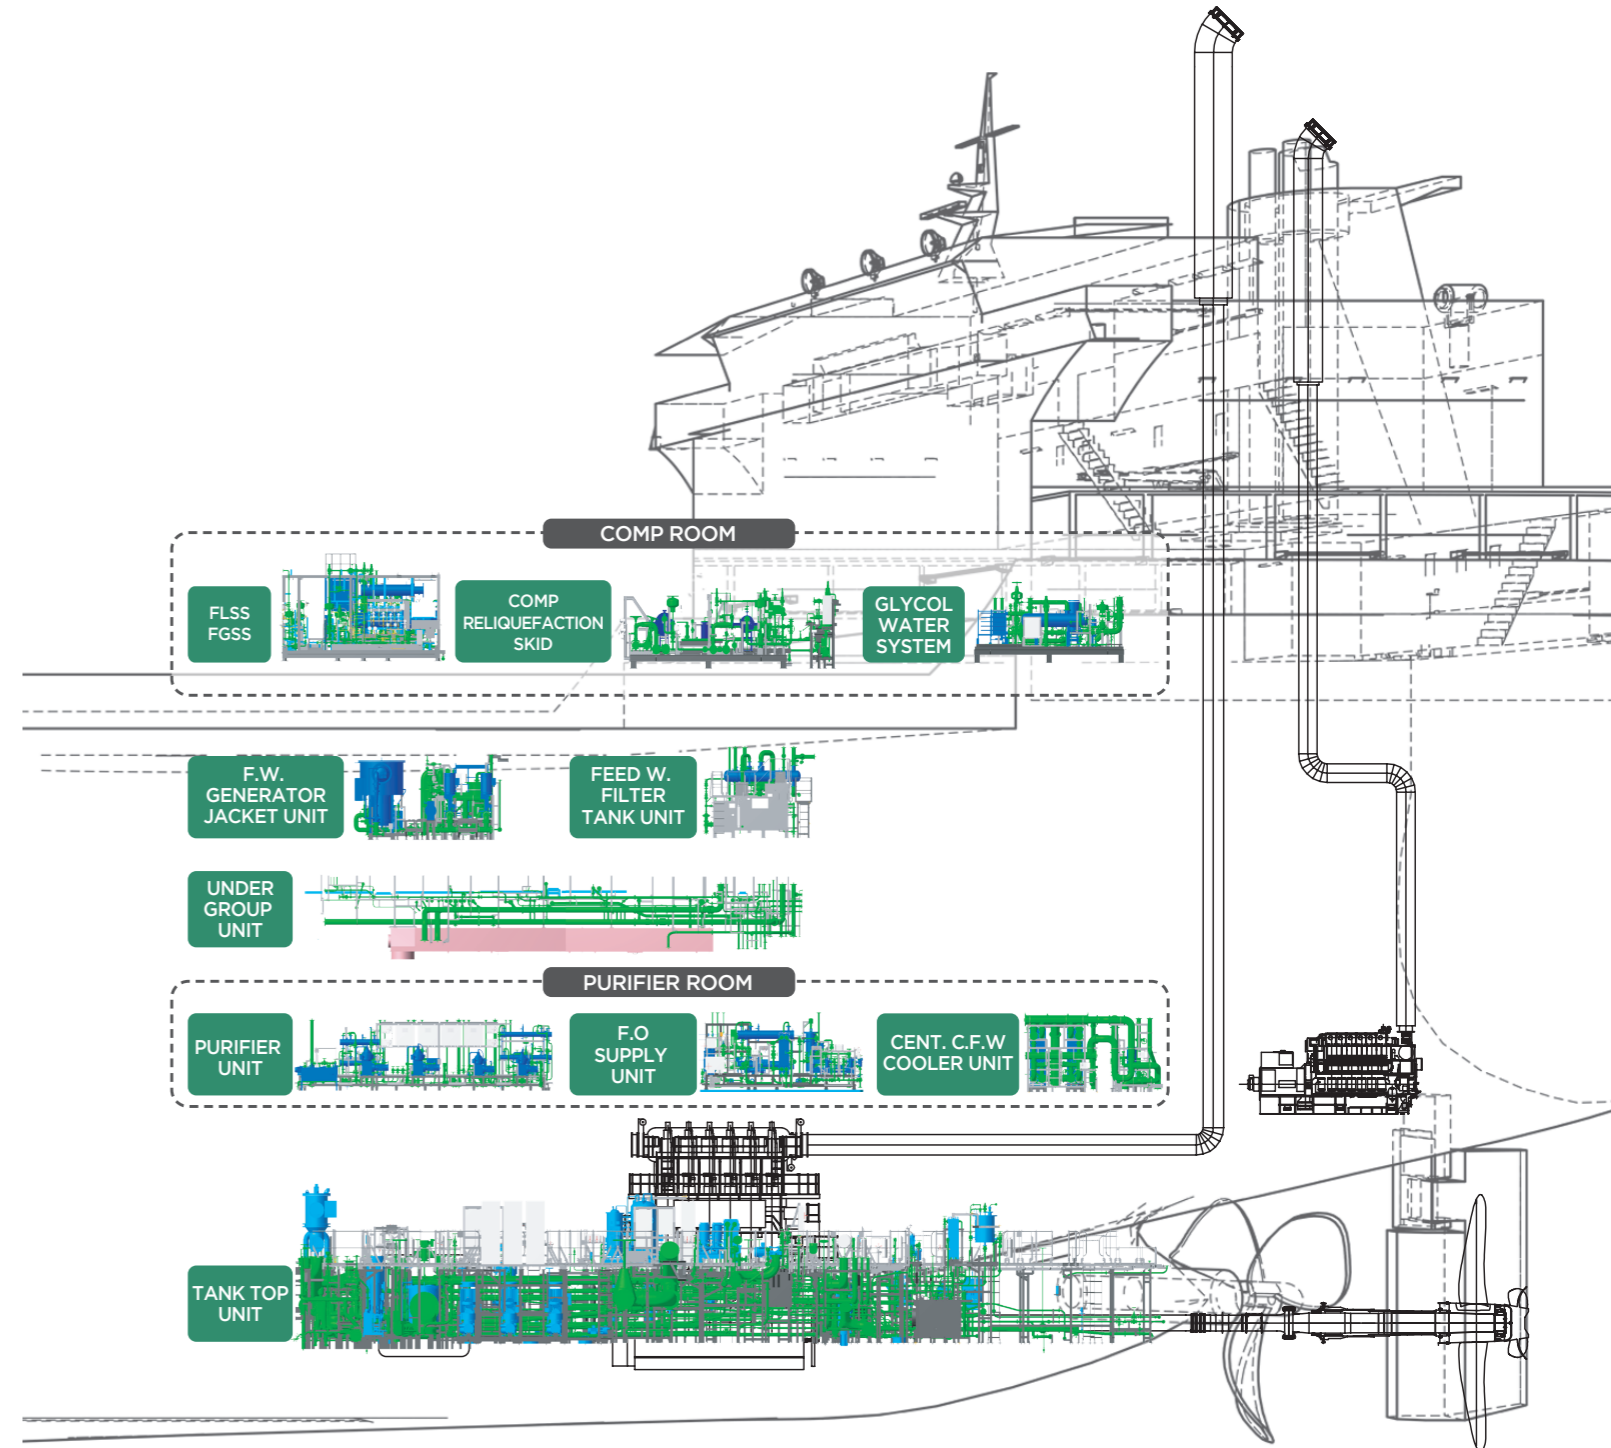 COMP ROOM
FLSS
FGSS
COMP
RELIQUEFACTION
SKID
GLYCOL
WATER
SYSTEM
F.W.
GENERATOR
JACKET UNIT
FEED W.
FILTER
TANK UNIT
UNDER
GROUP
UNIT
PURIFIER ROOM
PURIFIER
UNIT
F.O
SUPPLY
UNIT
CENT. C.F.W
COOLER UNIT
TANK TOP
UNIT